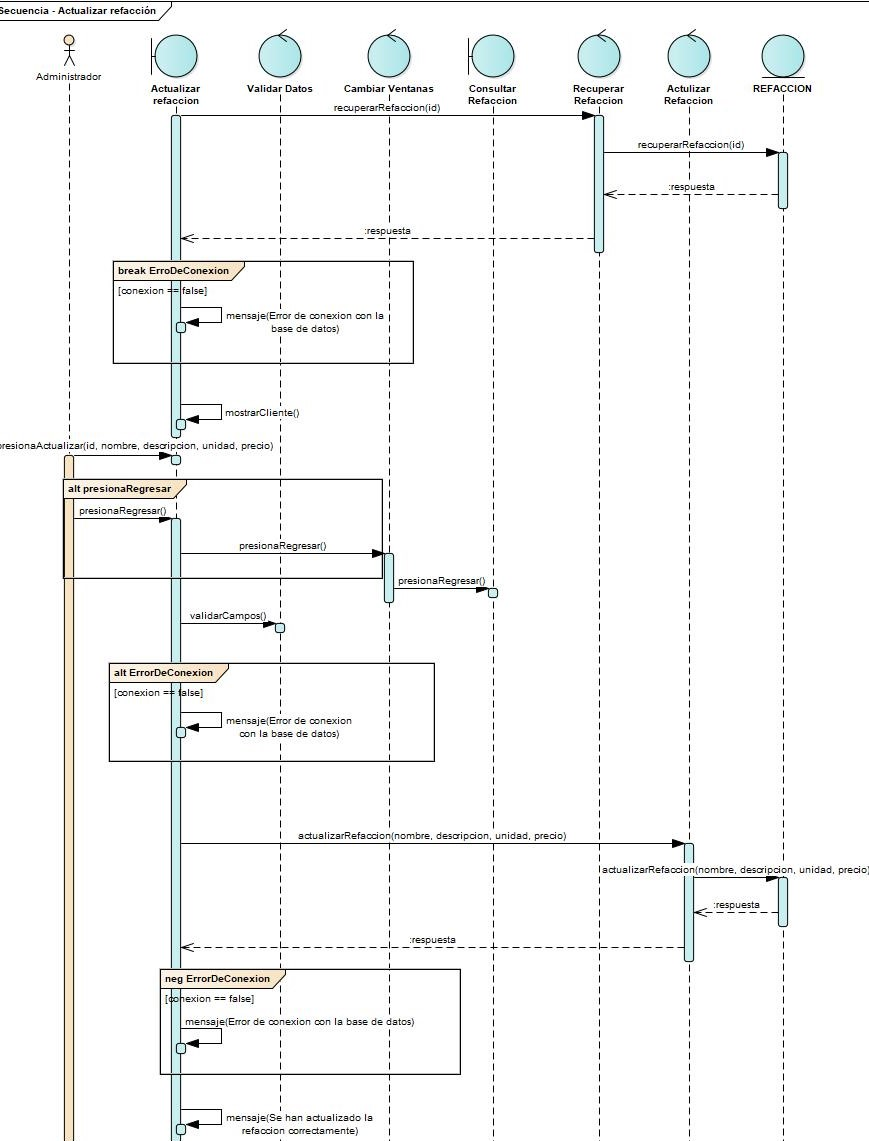 Secuencia - Actualizar refacción
Administrador
Actualizar
refaccion
Validar Datos
Cambiar Ventanas
Consultar
Refaccion
Recuperar
Refaccion
Actulizar
Refaccion
REFACCION
recuperarRefaccion(id)
recuperarRefaccion(id)
:respuesta
:respuesta
break ErroDeConexion
[conexion == false]
mensaje(Error de conexion con la
base de datos)
mostrarCliente()
presionaActualizar(id, nombre, descripcion, unidad, precio)
alt presionaRegresar
presionaRegresar()
presionaRegresar()
presionaRegresar()
validarCampos()
alt ErrorDeConexion
[conexion == false]
mensaje(Error de conexion
con la base de datos)
actualizarRefaccion(nombre, descripcion, unidad, precio)
actualizarRefaccion(nombre, descripcion, unidad, precio)
:respuesta
:respuesta
neg ErrorDeConexion
[conexion == false]
mensaje(Error de conexion con la base de datos)
mensaje(Se han actualizado la
refaccion correctamente)